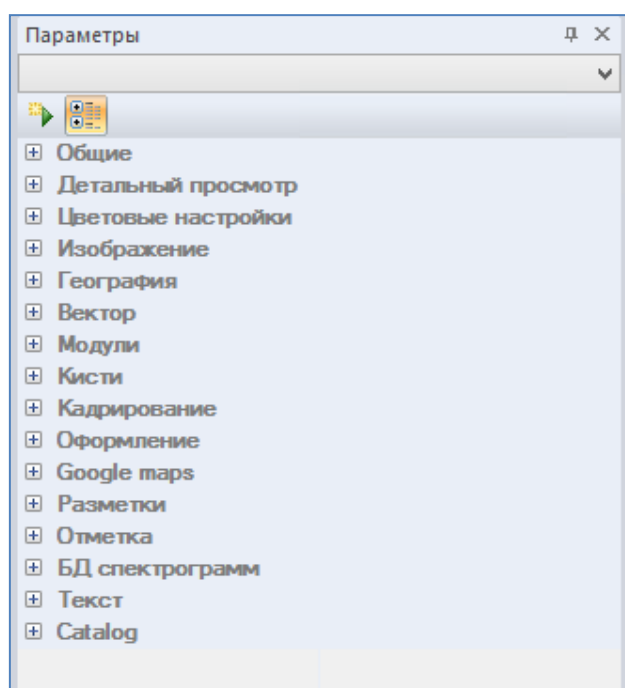 Параметры
Общие
Детальный просмотр
Цветовые настройки
Изображение
География
Вектор
Модули
Кисти
Кадрирование
Оформление
Google maps
Разметки
Отметка
БД спектрограмм
Текст
Catalog